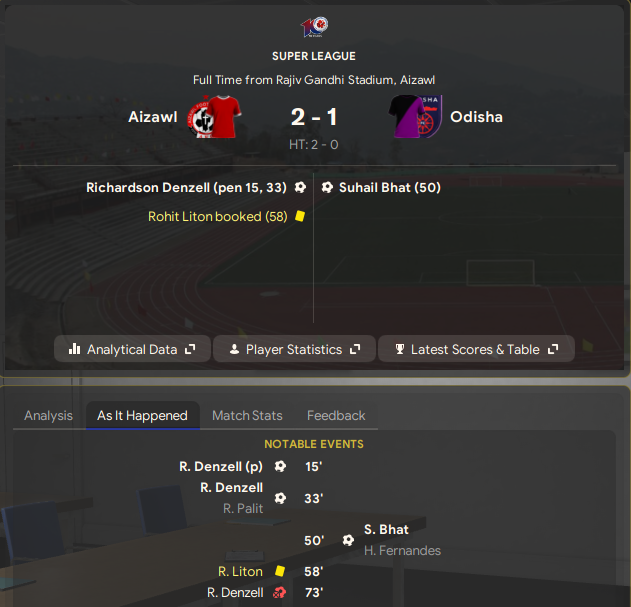 SUPER LEAGUE
Full Time from Rajiv Gandhi Stadium, Aizawl
Aizawl 2 - 1 Odisha
HT: 2 - 0
Richardson Denzell (pen 15, 33) Suhail Bhat (50)
Rohit Liton booked (58)
Analytical Data Player Statistics Latest Scores & Table
Analysis As It Happened Match Stats Feedback
NOTABLE EVENTS
R. Denzell (p) 15'
R. Denzell
33'
R. Palit
S. Bhat
50'
H. Fernandes
R. Liton 58'
R. Denzell 73'